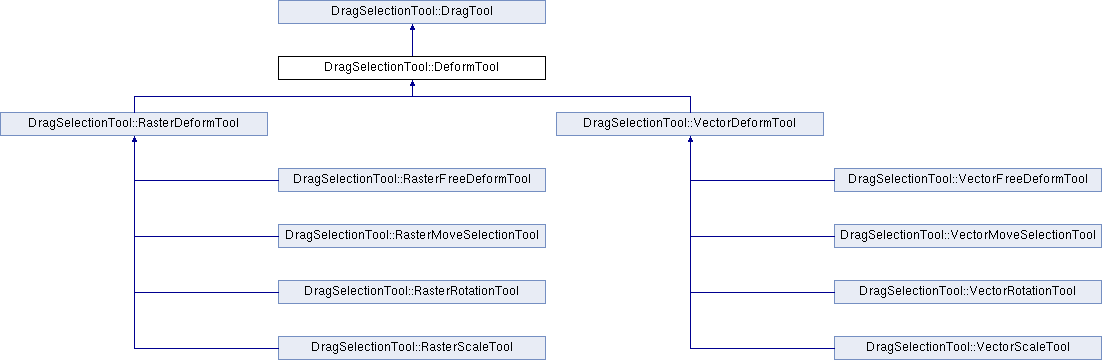 DragSelectionTool::DragTool
DragSelectionTool::DeformTool
DragSelectionTool::RasterDeformTool
DragSelectionTool::VectorDeformTool
DragSelectionTool::RasterFreeDeformTool
DragSelectionTool::VectorFreeDeformTool
DragSelectionTool::RasterMoveSelectionTool
DragSelectionTool::VectorMoveSelectionTool
DragSelectionTool::RasterRotationTool
DragSelectionTool::VectorRotationTool
DragSelectionTool::RasterScaleTool
DragSelectionTool::VectorScaleTool